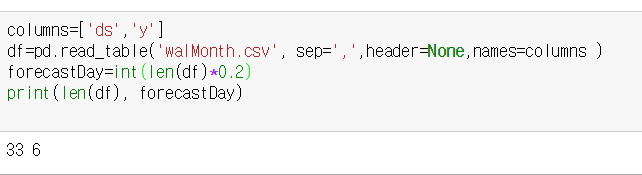 columns=['ds','y']
df=pd.read_table('walMonth.csv', sep=',',header=None,names=columns )
forecastDay=int(len(df)*0.2)
print(len(df), forecastDay)
33 6